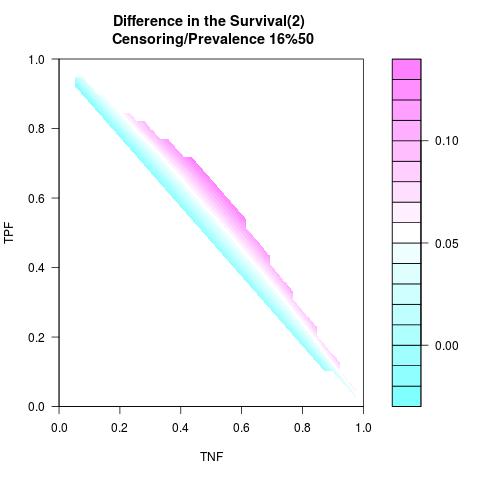 Difference in the Survival(2)
Censoring/Prevalence 16%50
1.0
0.8
0.6
0.4
0.2
0.0
TPF
0.0 0.2 0.4 0.6 0.8 1.0
TNF
0.10
0.05
0.00